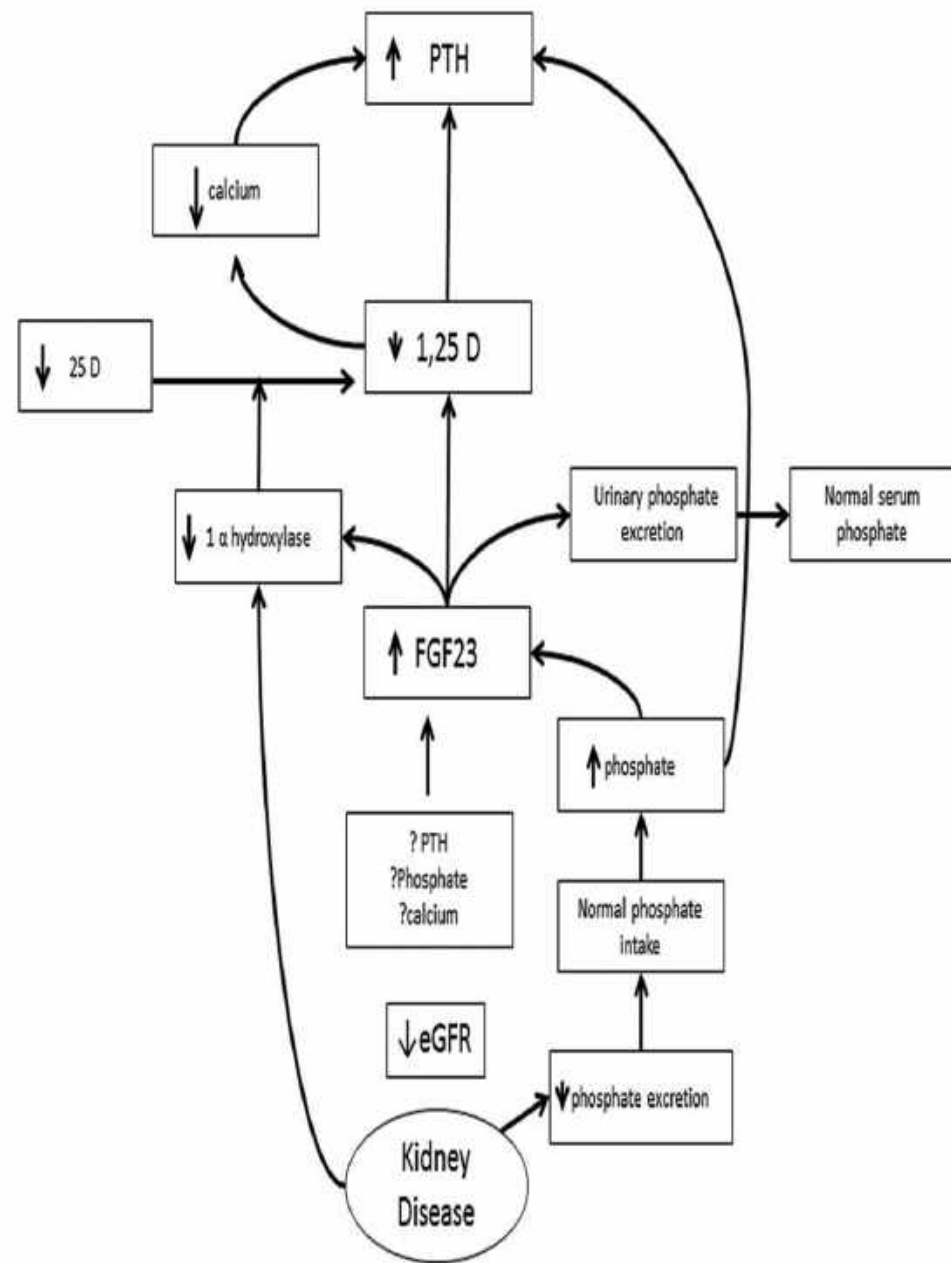 ↑ PTH
↓ calcium
↓ 1,25 D
↓ 25 D
Urinary phosphate
excretion
Normal serum
phosphate
↓ 1 α hydroxylase
↑ FGF23
↑ phosphate
? PTH
?Phosphate
?calcium
Normal phosphate
intake
↓ eGFR
↓ phosphate excretion
Kidney
Disease